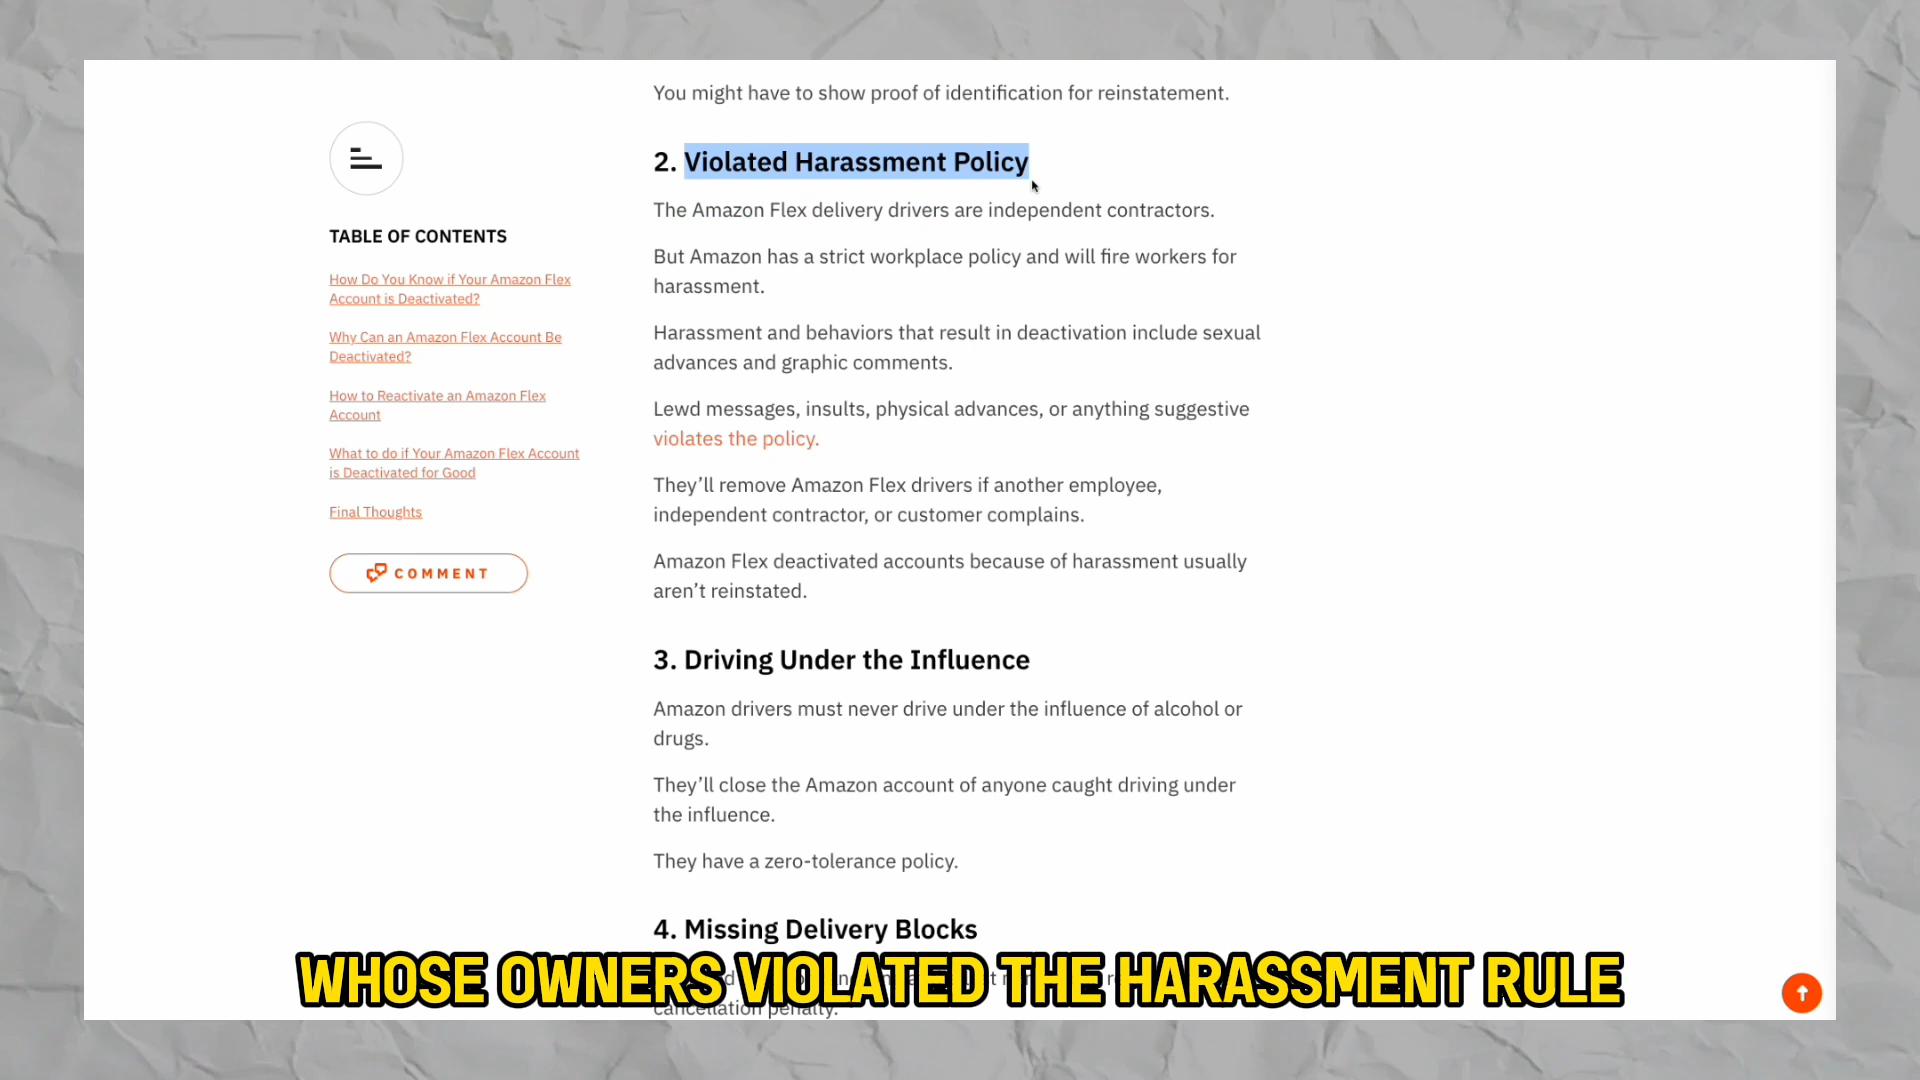 You might have to show proof of identification for reinstatement.
2. Violated Harassment Policy
The Amazon Flex delivery drivers are independent contractors.
But Amazon has a strict workplace policy and will fire workers for
harassment.
Harassment and behaviors that result in deactivation include sexual
advances and graphic comments.
Lewd messages, insults, physical advances, or anything suggestive
violates the policy.
They’ll remove Amazon Flex drivers if another employee,
independent contractor, or customer complains.
Amazon Flex deactivated accounts because of harassment usually
aren’t reinstated.
3. Driving Under the Influence
Amazon drivers must never drive under the influence of alcohol or
drugs.
They’ll close the Amazon account of anyone caught driving under
the influence.
They have a zero-tolerance policy.
4. Missing Delivery Blocks
cancellation penalty.
TABLE OF CONTENTS
How Do You Know if Your Amazon Flex
Account is Deactivated?
Why Can an Amazon Flex Account Be
Deactivated?
How to Reactivate an Amazon Flex
Account
What to do if Your Amazon Flex Account
is Deactivated for Good
Final Thoughts
COMMENT
WHOSE OWNERS VIOLATED THE HARASSMENT RULE